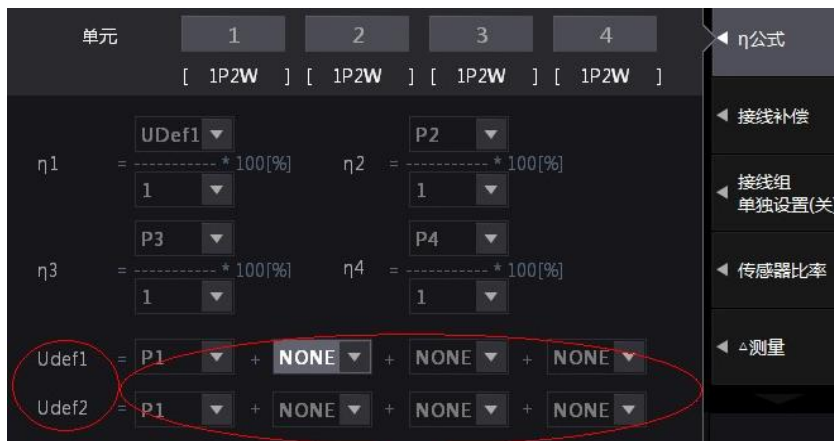 单元 1 2 3 4
[ 1P2W ] [ 1P2W ] [ 1P2W ] [ 1P2W ]
η1 = UDef1 ----------- * 100[%] 1
η2 = P2 ----------- * 100[%] 1
η3 = P3 ----------- * 100[%] 1
η4 = P4 ----------- * 100[%] 1
Udef1 = P1 + NONE + NONE + NONE
Udef2 = P1 + NONE + NONE + NONE
η公式
接线补偿
接线组
单独设置(关
传感器比率
△测量